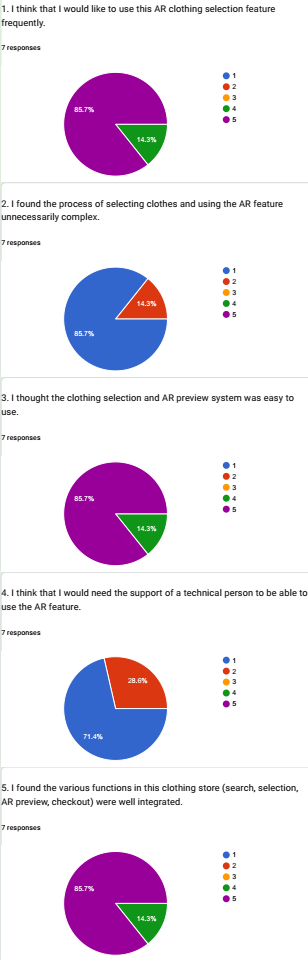 1. I think that I would like to use this AR clothing selection feature
frequently.
7 responses
1
2
3
4
5
85.7%
14.3%
2. I found the process of selecting clothes and using the AR feature
unnecessarily complex.
7 responses
1
2
3
4
5
14.3%
85.7%
3. I thought the clothing selection and AR preview system was easy to
use.
7 responses
1
2
3
4
5
85.7%
14.3%
4. I think that I would need the support of a technical person to be able to
use the AR feature.
7 responses
1
2
3
4
5
28.6%
71.4%
5. I found the various functions in this clothing store (search, selection,
AR preview, checkout) were well integrated.
7 responses
1
2
3
4
5
85.7%
14.3%